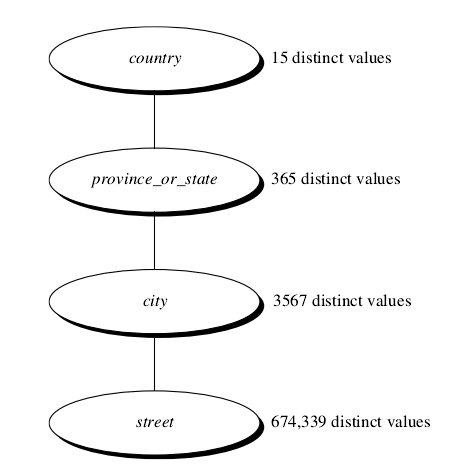 country 15 distinct values
province_or_state 365 distinct values
city 3567 distinct values
street 674,339 distinct values